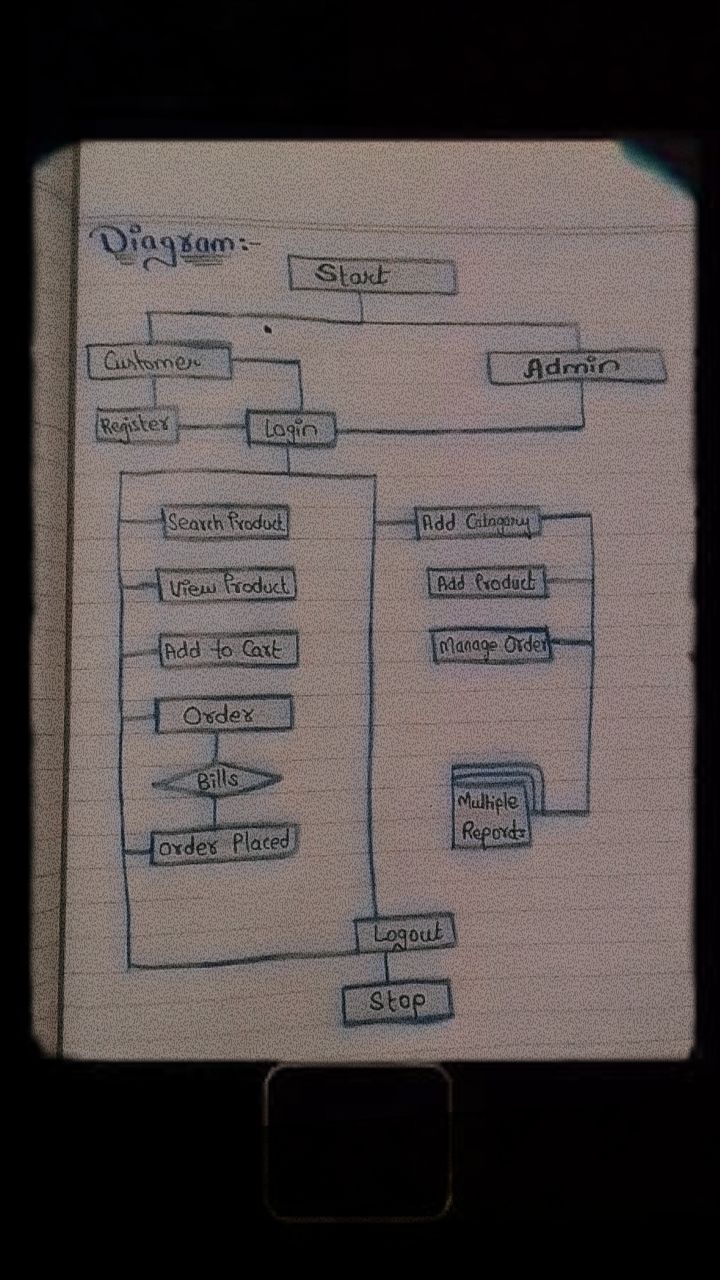 Diagram:-
Start
Customer
Admin
Register
Login
Search Product
Add Catagory
View Product
Add Product
Add to Cart
Manage Order
Order
Bills
Multiple
Reports
Order Placed
Logout
Stop